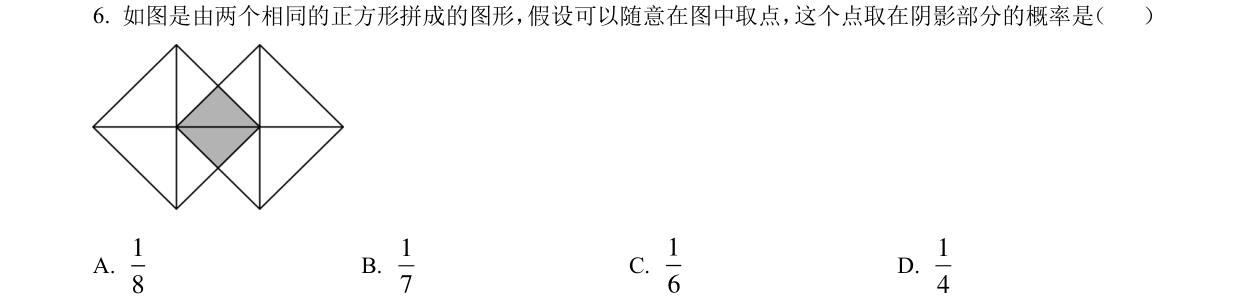 6. 如图是由两个相同的正方形拼成的图形,假设可以随意在图中取点,这个点取在阴影部分的概率是( )
A. 1/8 B. 1/7 C. 1/6 D. 1/4